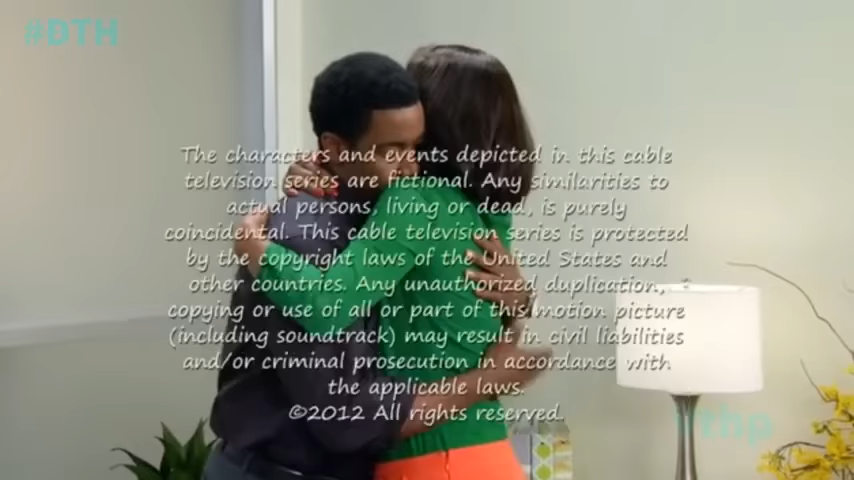 #DTH
The characters and events depicted in this cable
television series are fictional. Any similarities to
actual persons, living or dead, is purely
coincidental. This cable television series is protected
by the copyright laws of the United States and
other countries. Any unauthorized duplication,
copying or use of all or part of this motion picture
(including soundtrack) may result in civil liabilities
and/or criminal prosecution in accordance with
the applicable laws.
©2012 All rights reserved.